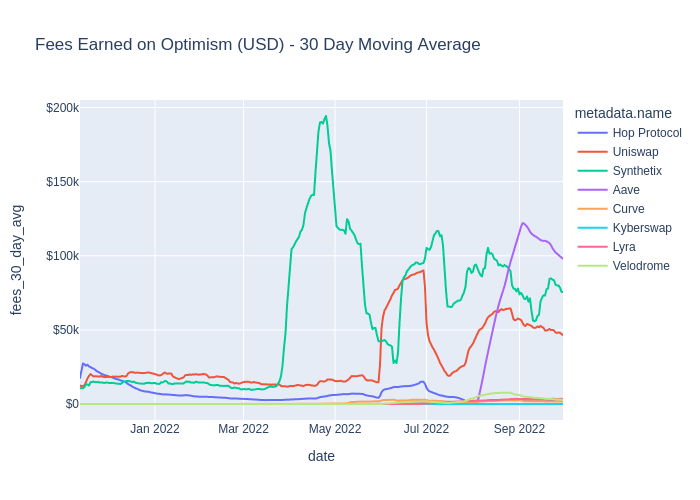 Fees Earned on Optimism (USD) - 30 Day Moving Average
metadata.name
Hop Protocol
Uniswap
Synthetix
Aave
Curve
Kyberswap
Lyra
Velodrome
fees_30_day_avg
$200k
$150k
$100k
$50k
$0
Jan 2022
Mar 2022
May 2022
Jul 2022
Sep 2022
date